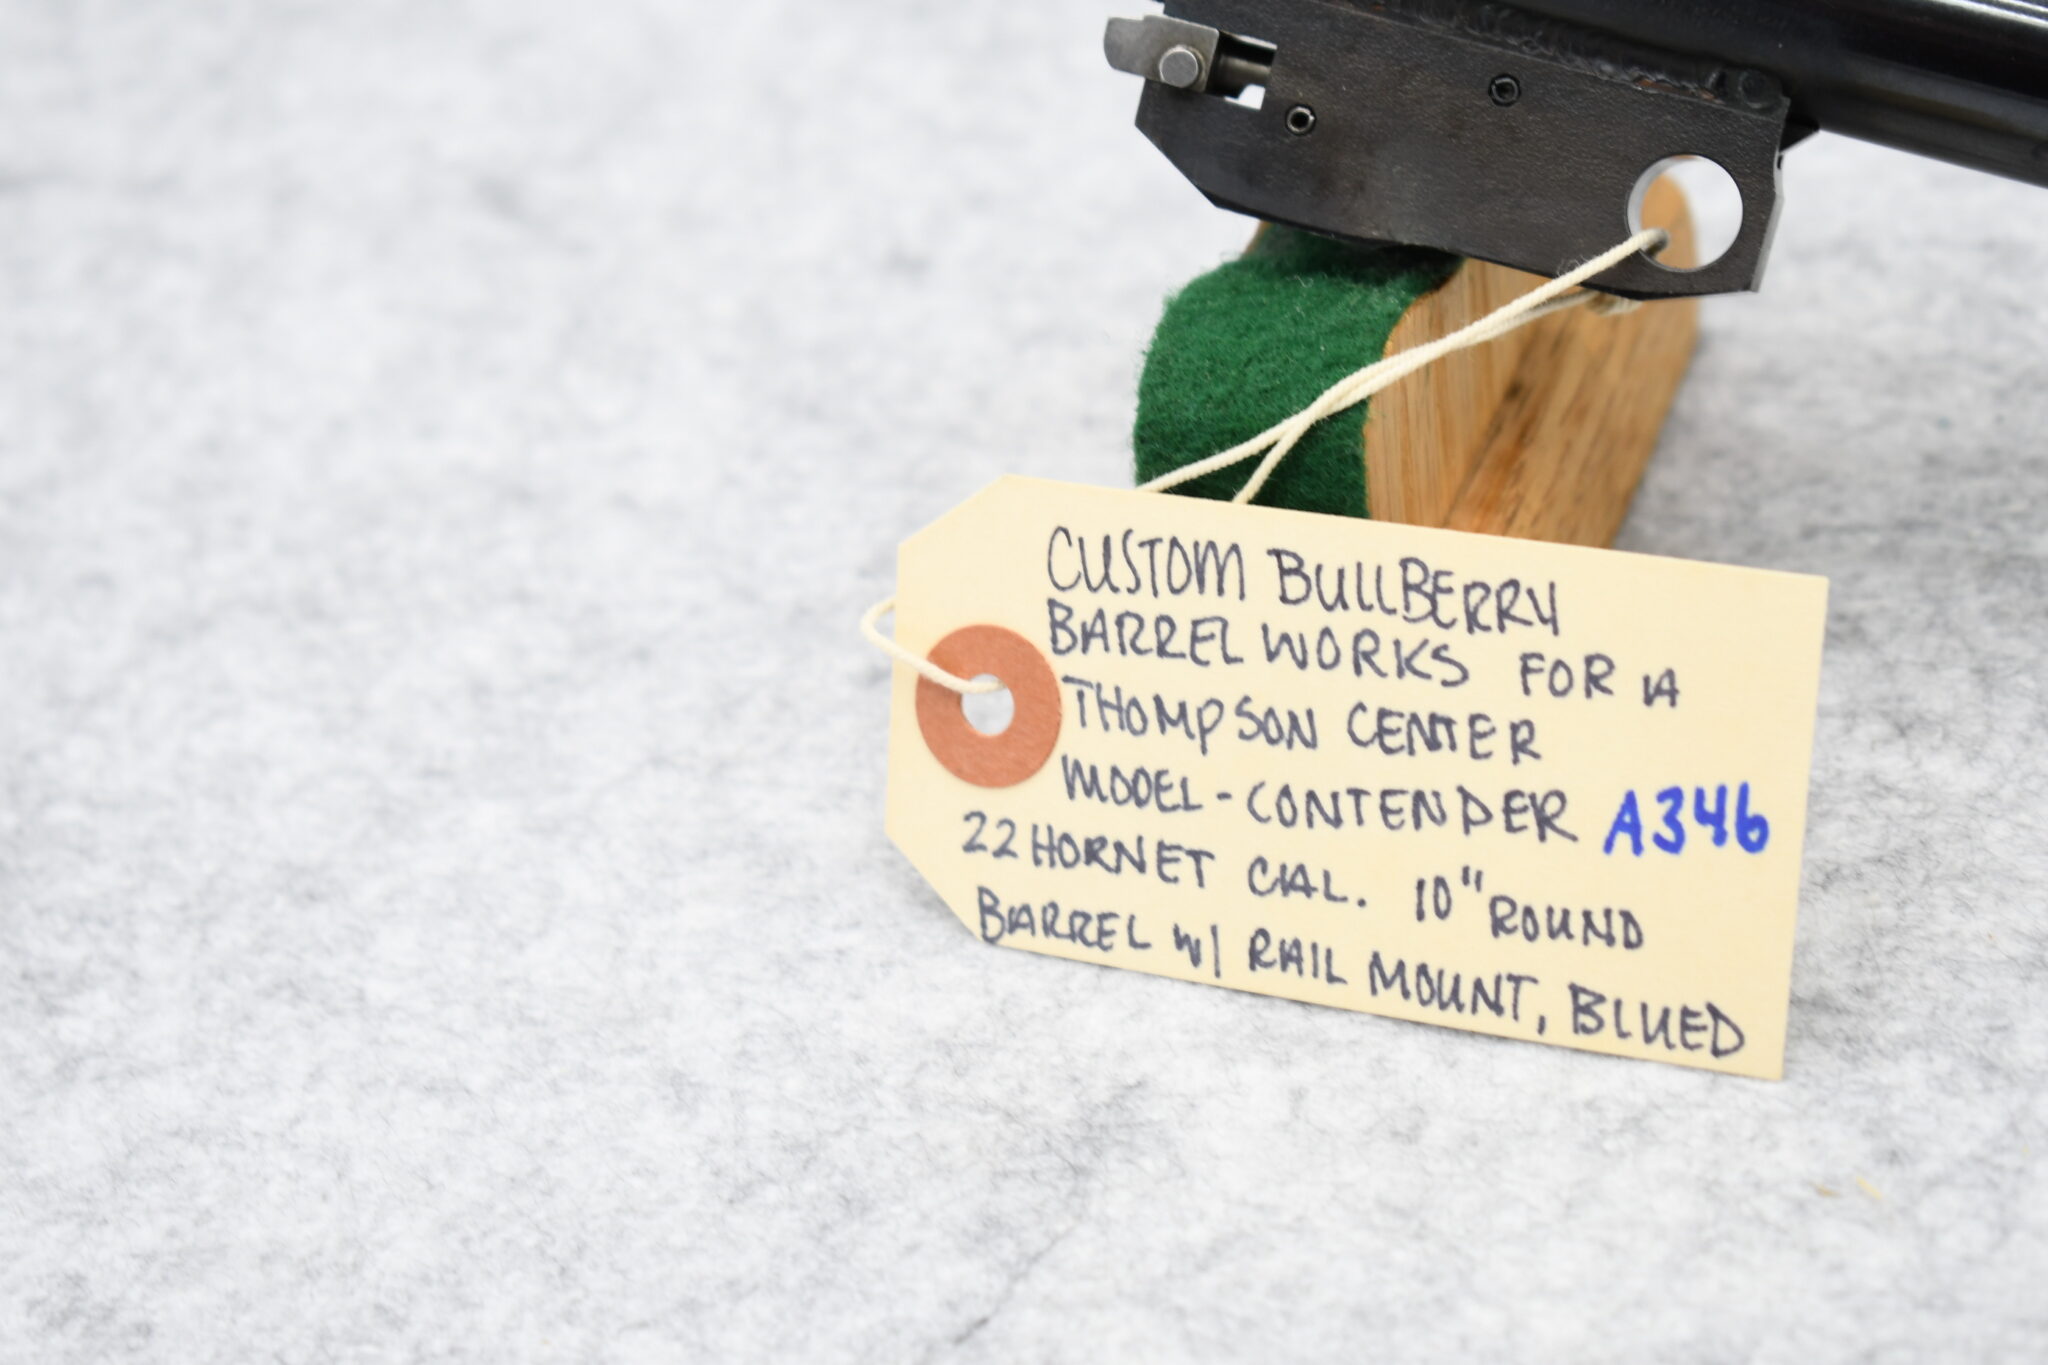 CUSTOM BULLBERRY
BARREL WORKS FOR A
THOMPSON CENTER
MODEL - CONTENDER A346
22 HORNET CAL. 10" ROUND
BARREL W/ RAIL MOUNT, BLUED